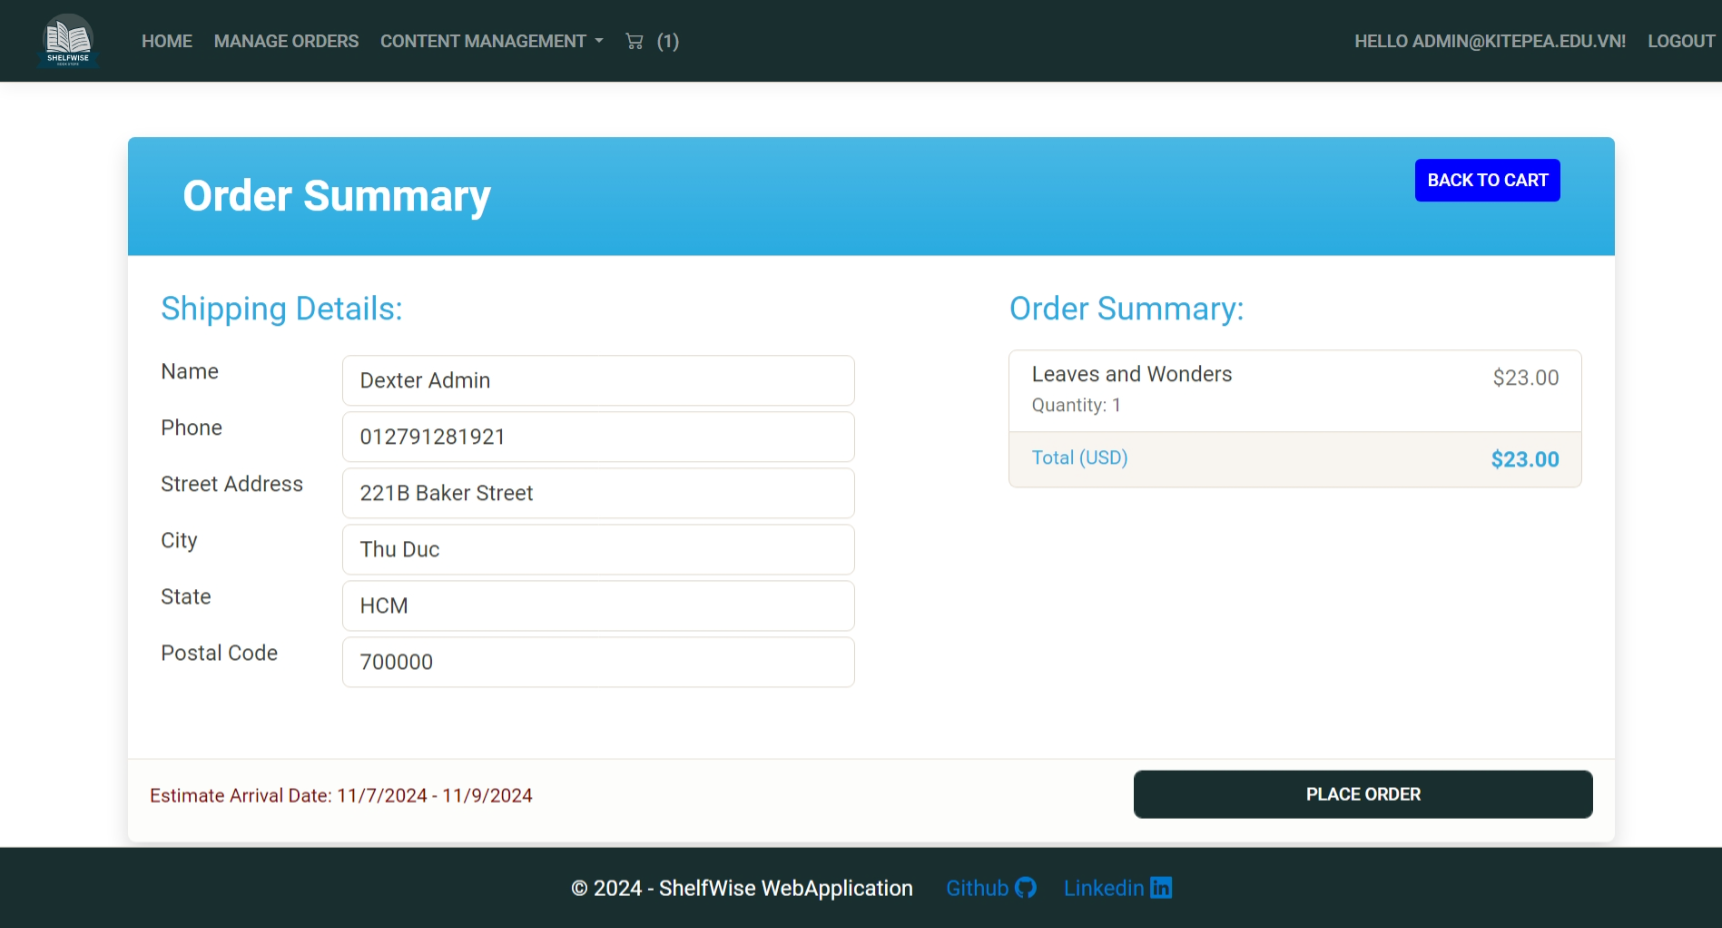 SHELFWISE
HOME MANAGE ORDERS CONTENT MANAGEMENT (1) HELLO ADMIN@KITEPEA.EDU.VN! LOGOUT
Order Summary
BACK TO CART
Shipping Details:
Name Dexter Admin
Phone 012791281921
Street Address 221B Baker Street
City Thu Duc
State HCM
Postal Code 700000
Order Summary:
Leaves and Wonders $23.00
Quantity: 1
Total (USD) $23.00
Estimate Arrival Date: 11/7/2024 - 11/9/2024
PLACE ORDER
© 2024 - ShelfWise WebApplication Github Linkedin